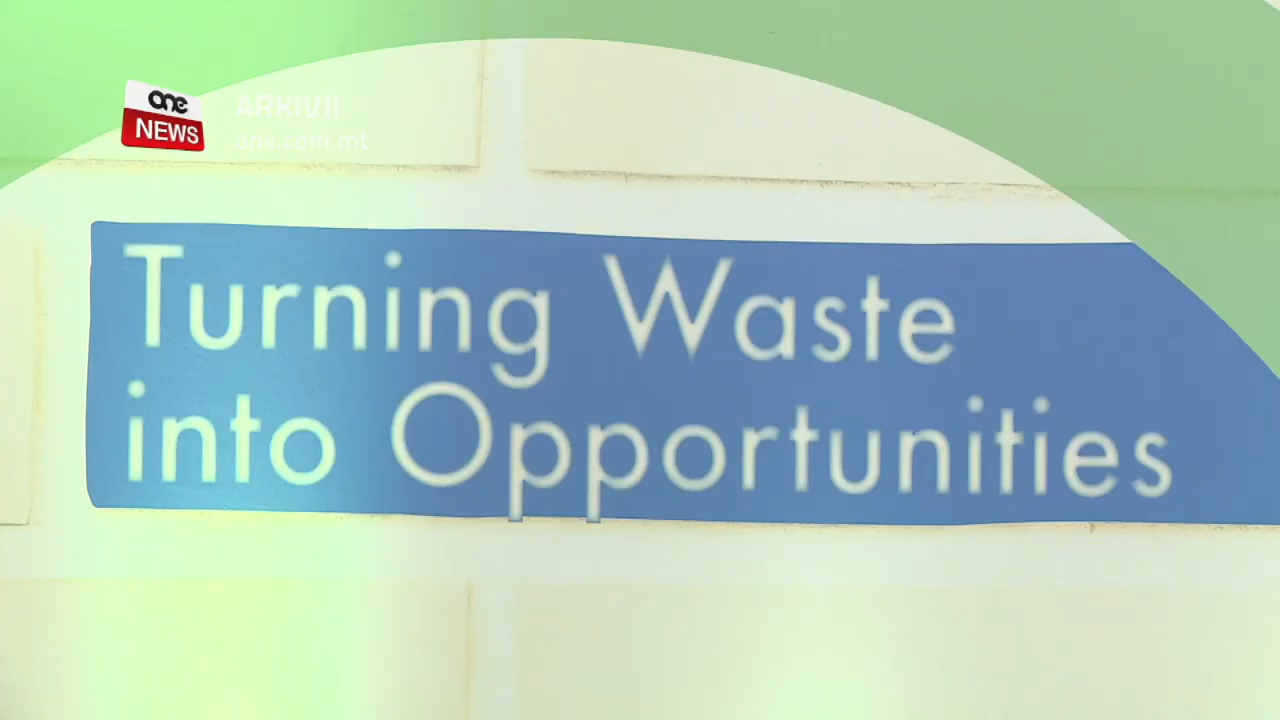 one
NEWS
ARKIVJI
one.com.mt
Turning Waste
into Opportunities